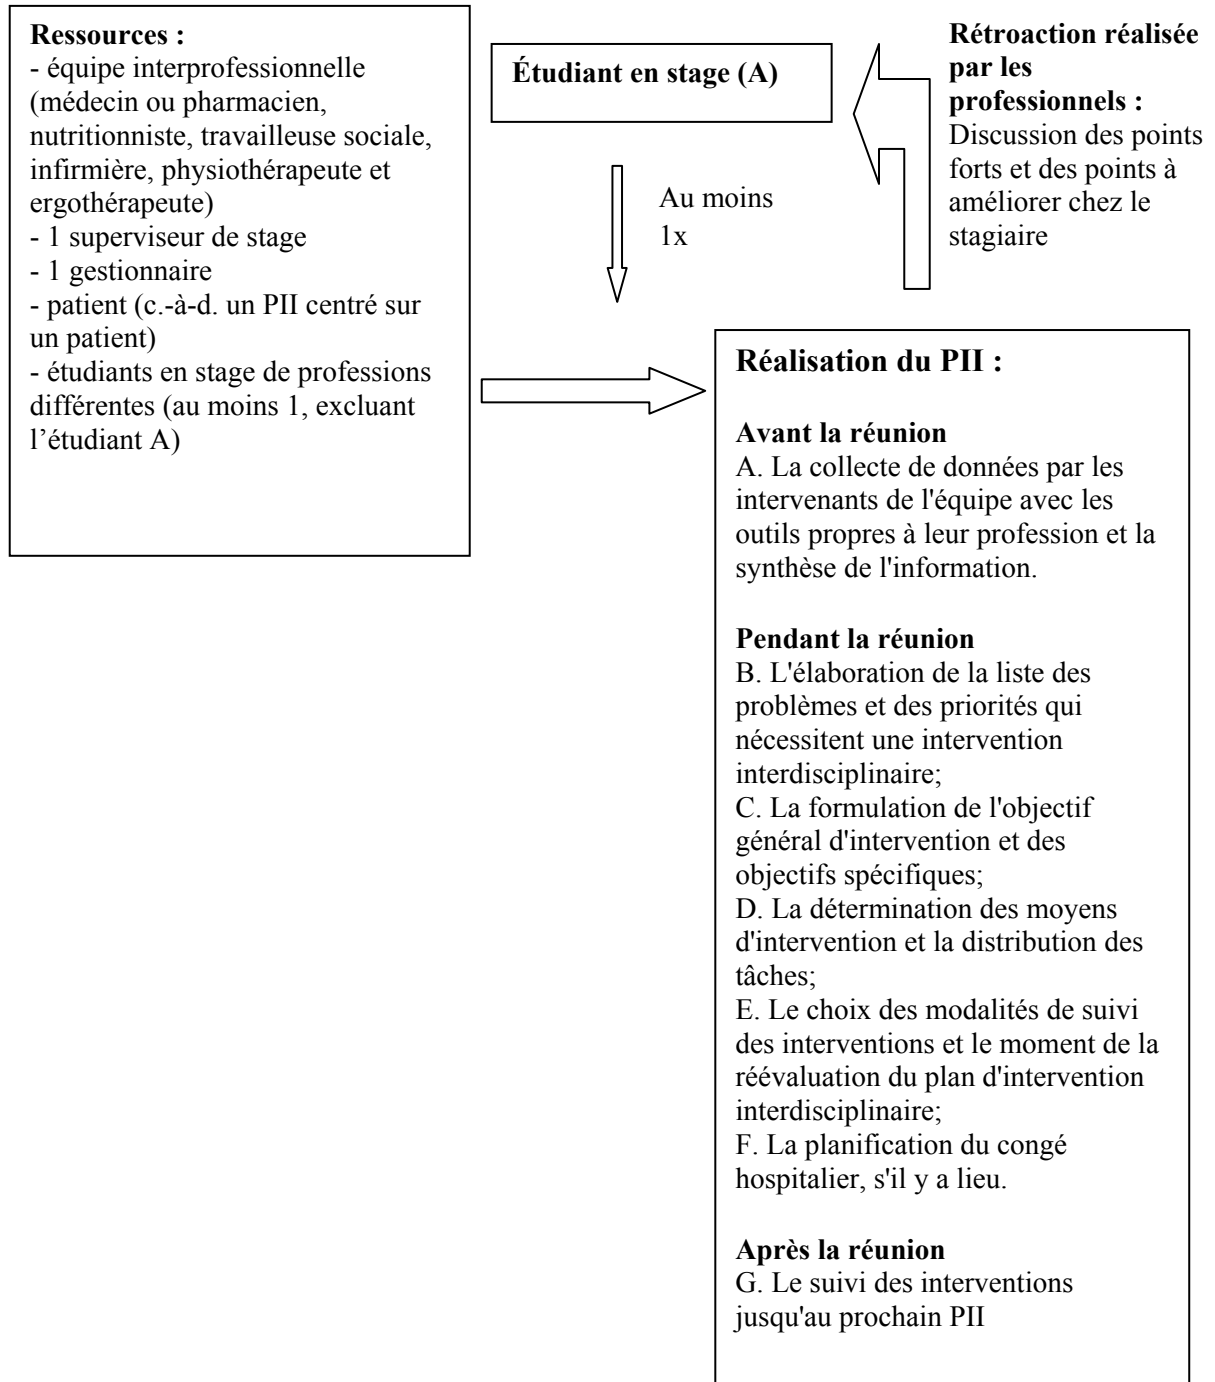 Ressources :
- équipe interprofessionnelle
(médecin ou pharmacien,
nutritionniste, travailleuse sociale,
infirmière, physiothérapeute et
ergothérapeute)
- 1 superviseur de stage
- 1 gestionnaire
- patient (c.-à-d. un PII centré sur
un patient)
- étudiants en stage de professions
différentes (au moins 1, excluant
l’étudiant A)
Étudiant en stage (A)
Au moins
1x
Rétroaction réalisée
par les
professionnels :
Discussion des points
forts et des points à
améliorer chez le
stagiaire
Réalisation du PII :
Avant la réunion
A. La collecte de données par les
intervenants de l'équipe avec les
outils propres à leur profession et la
synthèse de l'information.
Pendant la réunion
B. L'élaboration de la liste des
problèmes et des priorités qui
nécessitent une intervention
interdisciplinaire;
C. La formulation de l'objectif
général d'intervention et des
objectifs spécifiques;
D. La détermination des moyens
d'intervention et la distribution des
tâches;
E. Le choix des modalités de suivi
des interventions et le moment de la
réévaluation du plan d'intervention
interdisciplinaire;
F. La planification du congé
hospitalier, s'il y a lieu.
Après la réunion
G. Le suivi des interventions
jusqu'au prochain PII